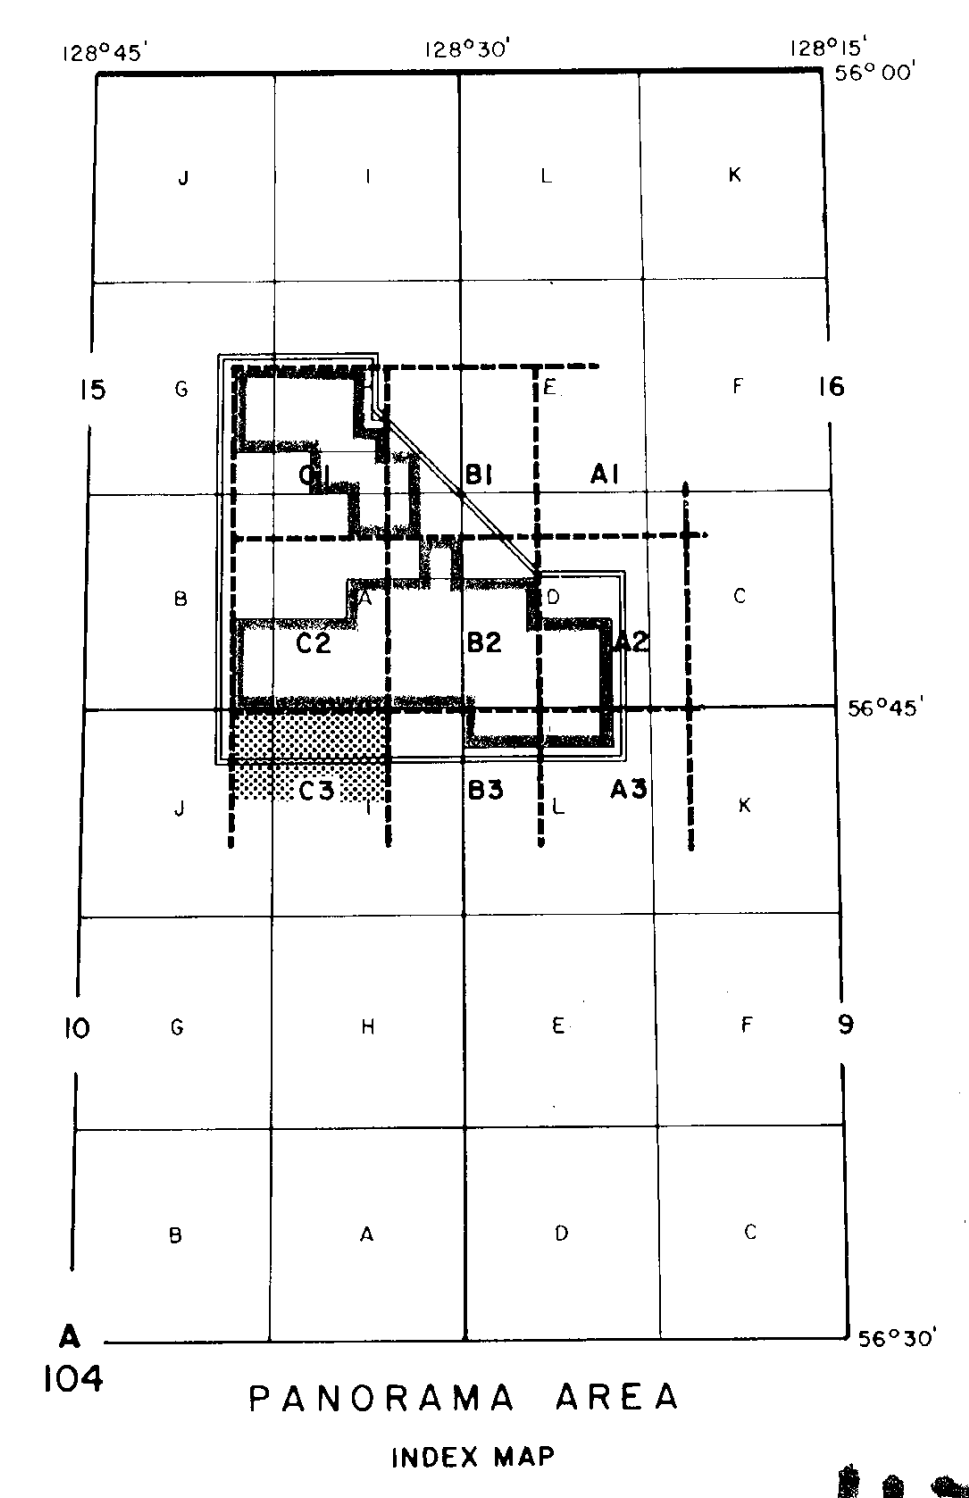 128°45' 128°30' 128°15'
56°00'
J I L K
15 G E F 16
C1 B1 A1
B A D C
C2 B2 A2
56°45'
C3 B3 A3
J I L K
10 G H E F 9
B A D C
A
104
56°30'
PANORAMA AREA
INDEX MAP